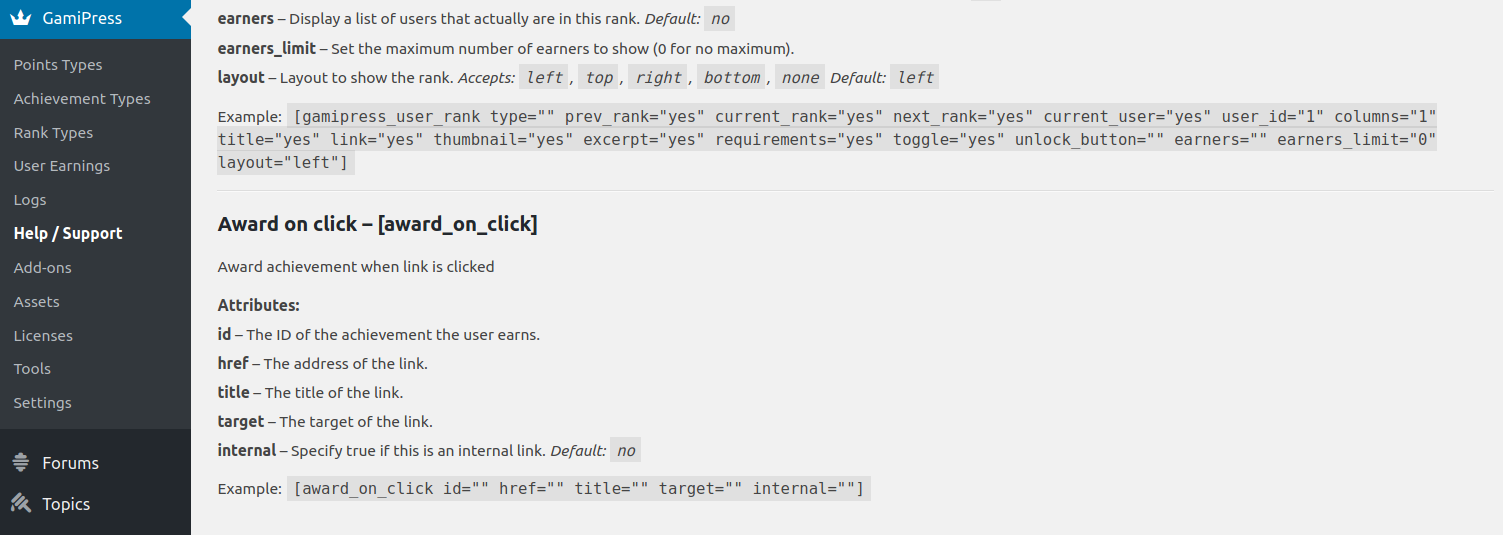 GamiPress
Points Types
Achievement Types
Rank Types
User Earnings
Logs
Help / Support
Add-ons
Assets
Licenses
Tools
Settings
Forums
Topics
earners – Display a list of users that actually are in this rank. Default: no
earners_limit – Set the maximum number of earners to show (0 for no maximum).
layout – Layout to show the rank. Accepts: left , top , right , bottom , none Default: left
Example: [gamipress_user_rank type="" prev_rank="yes" current_rank="yes" next_rank="yes" current_user="yes" user_id="1" columns="1"
title="yes" link="yes" thumbnail="yes" excerpt="yes" requirements="yes" toggle="yes" unlock_button="" earners="" earners_limit="0"
layout="left"]
Award on click – [award_on_click]
Award achievement when link is clicked
Attributes:
id – The ID of the achievement the user earns.
href – The address of the link.
title – The title of the link.
target – The target of the link.
internal – Specify true if this is an internal link. Default: no
Example: [award_on_click id="" href="" title="" target="" internal=""]